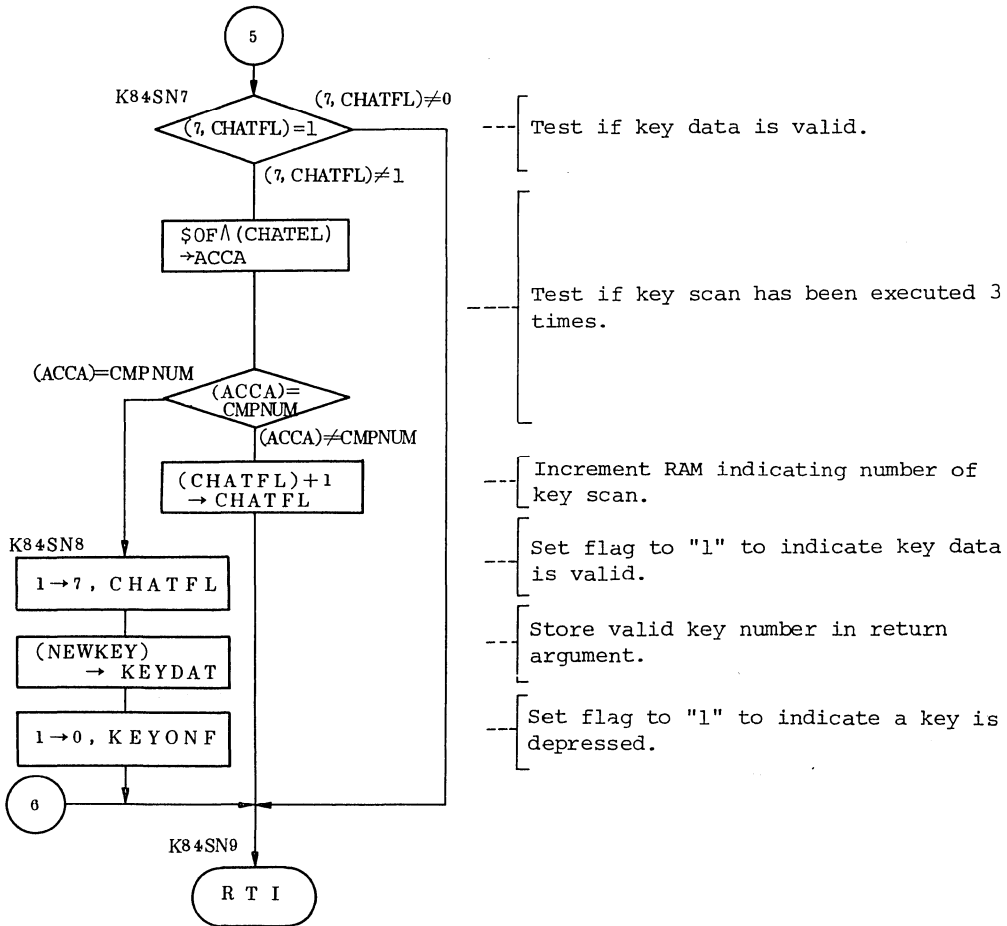 5
K84SN7
(7, CHATFL)≠0
(7, CHATFL)=1
Test if key data is valid.
(7, CHATFL)≠1
$OF∧(CHATEL)
→ACCA
Test if key scan has been executed 3
times.
(ACCA)=CMPNUM
(ACCA)=
CMPNUM
(ACCA)≠CMPNUM
(CHATFL)+1
→ CHATFL
Increment RAM indicating number of
key scan.
K84SN8
1→7, CHATFL
Set flag to "1" to indicate key data
is valid.
(NEWKEY)
→ KEYDAT
Store valid key number in return
argument.
1→0, KEYONF
Set flag to "1" to indicate a key is
depressed.
6
K84SN9
R T I